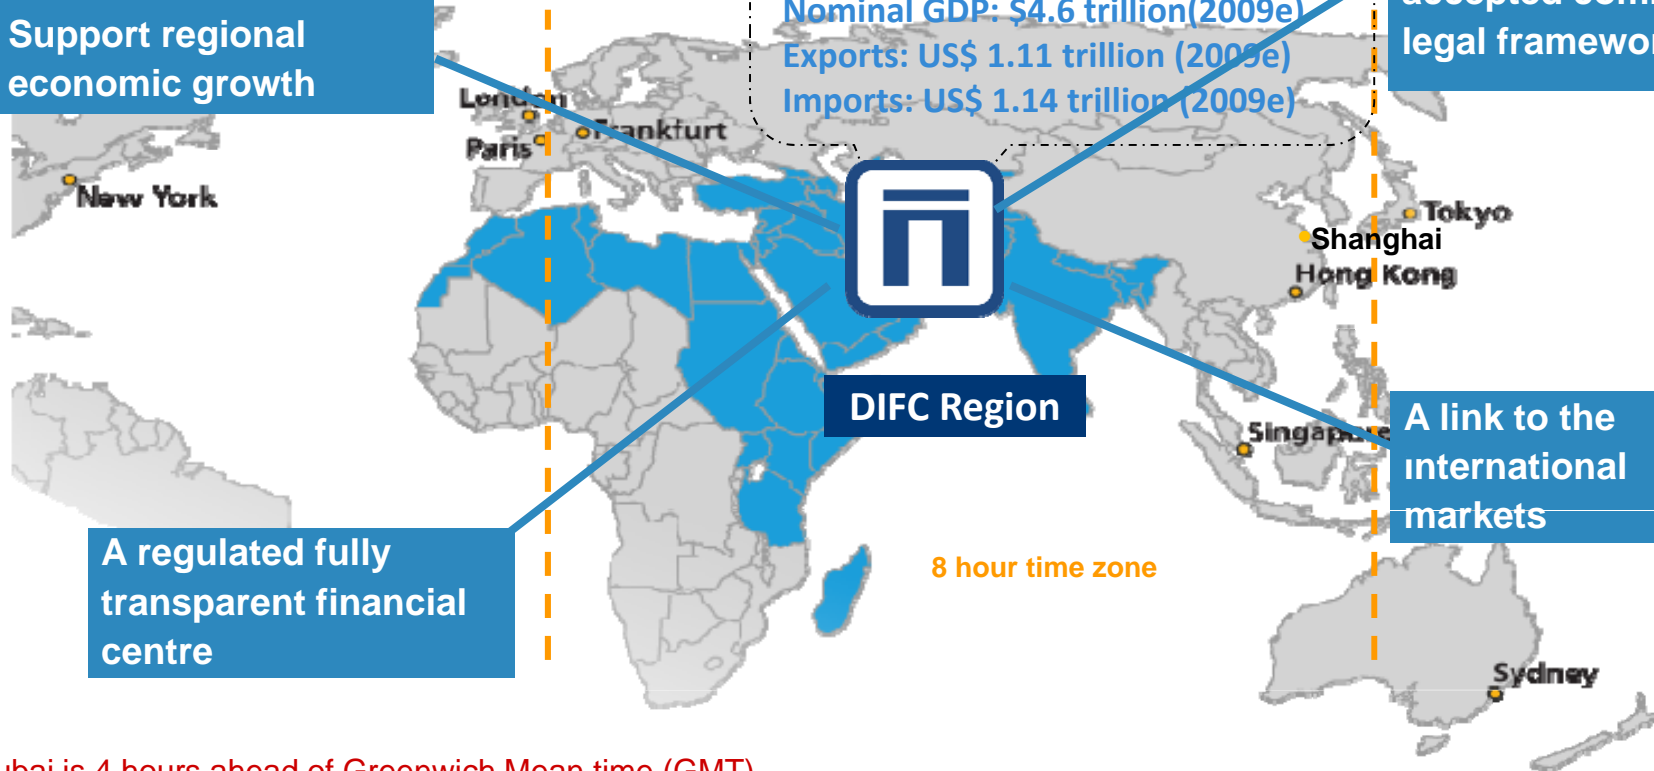 Support regional
economic growth
Nominal GDP: $4.6 trillion(2009e)
Exports: US$ 1.11 trillion (2009e)
Imports: US$ 1.14 trillion (2009e)
legal
London
Frankfurt
Paris
New York
Tokyo
Shanghai
Hong Kong
DIFC Region
Singapore
A link to the
ınternational
markets
A regulated fully
transparent financial
centre
8 hour time zone
Sydney
is 4 hours ahead of Greenwich Mean time (GMT)